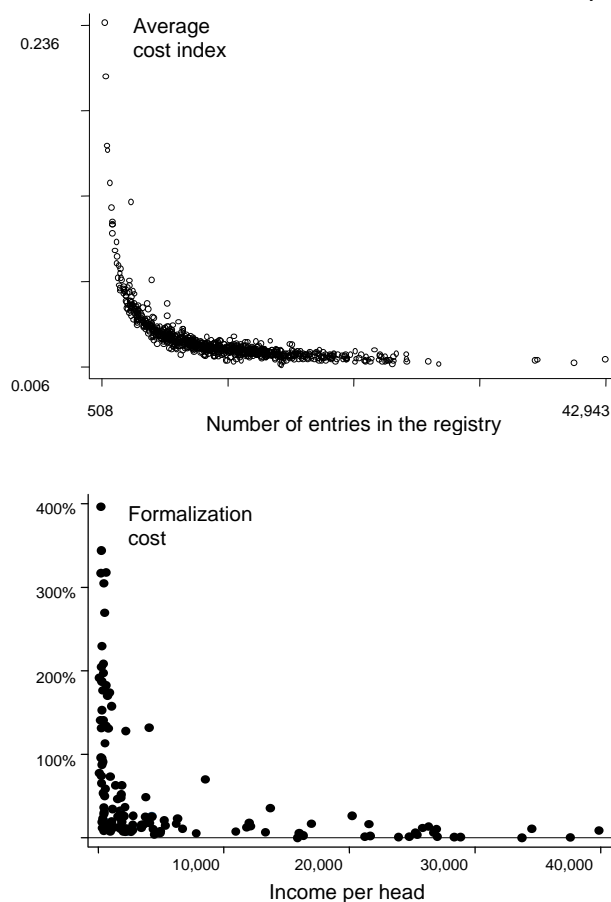 Average
cost index
0.236
0.006
508
42,943
Number of entries in the registry
Formalization
cost
400%
300%
200%
100%
10,000
20,000
30,000
40,000
Income per head